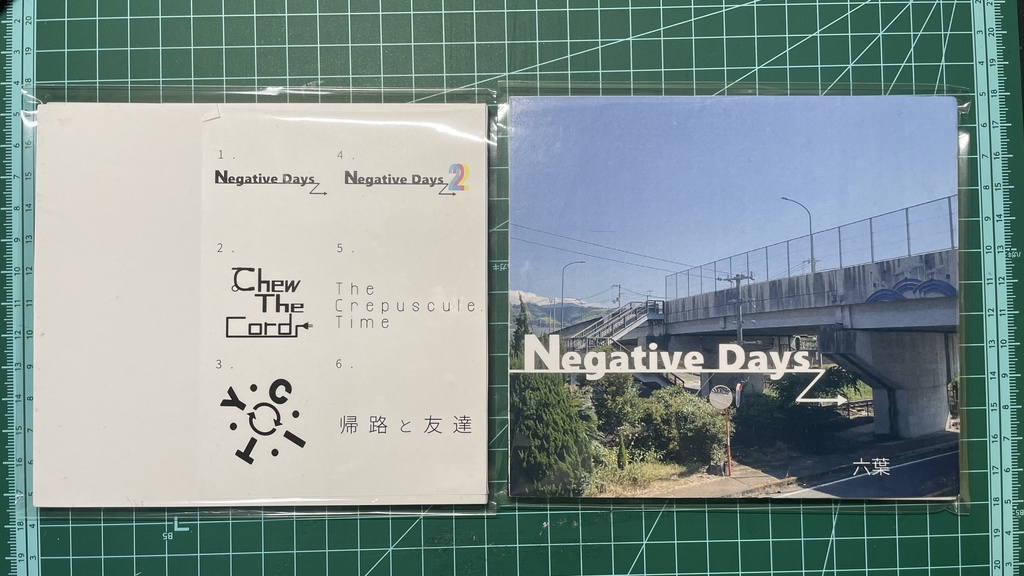 1.
Negative Days
2.
Chew
The
Cord
3.
C.I.T.Y.
4.
Negative Days 2
5.
The
Crepuscule
Time
6.
帰路と友達
Negative Days
六葉